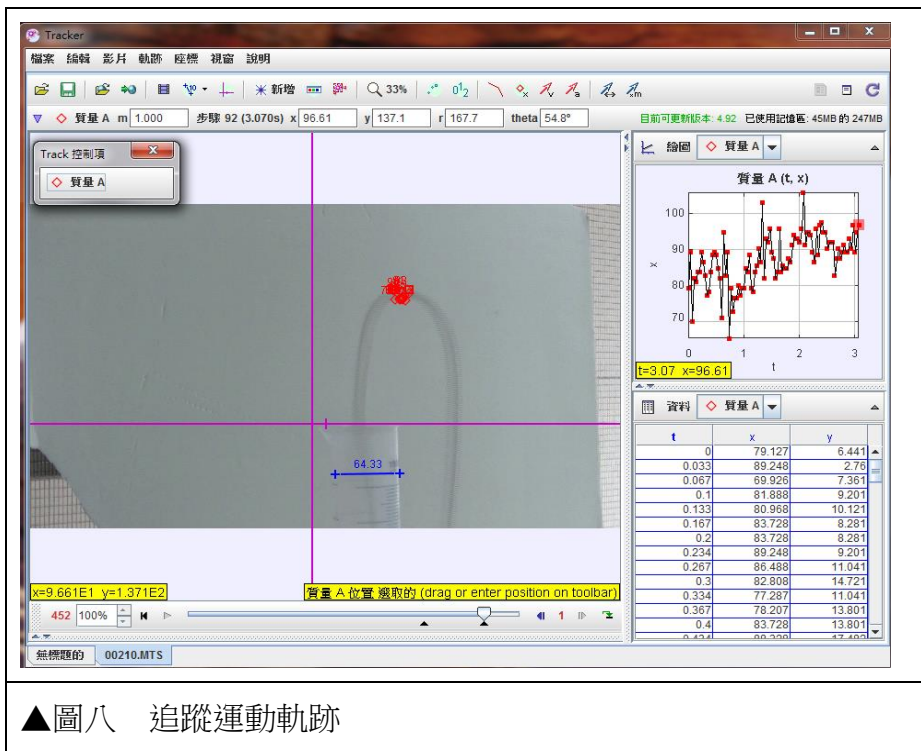 Tracker
檔案 編輯 影片 軌跡 座標 視窗 說明
新增 33%
質量 A m 1.000 步驟 92 (3.070s) x 96.61 y 137.1 r 167.7 theta 54.8° 目前可更新版本: 4.92 已使用記憶區: 45MB 的 247MB
Track 控制項
質量 A
繪圖 質量 A
質量 A (t, x)
100
90
80
70
x
0 1 2 3
t
t=3.07 x=96.61
64.33
資料 質量 A
t x y
0 79.127 6.441
0.033 89.248 2.76
0.067 69.926 7.361
0.1 81.888 9.201
0.133 80.968 10.121
0.167 83.728 8.281
0.2 83.728 8.281
0.234 89.248 9.201
0.267 86.488 11.041
0.3 82.808 14.721
0.334 77.287 11.041
0.367 78.207 13.801
0.4 83.728 13.801
x=9.661E1 y=1.371E2
質量 A 位置 選取的 (drag or enter position on toolbar)
452 100% 1
無標題的 00210.MTS
▲圖八 追蹤運動軌跡